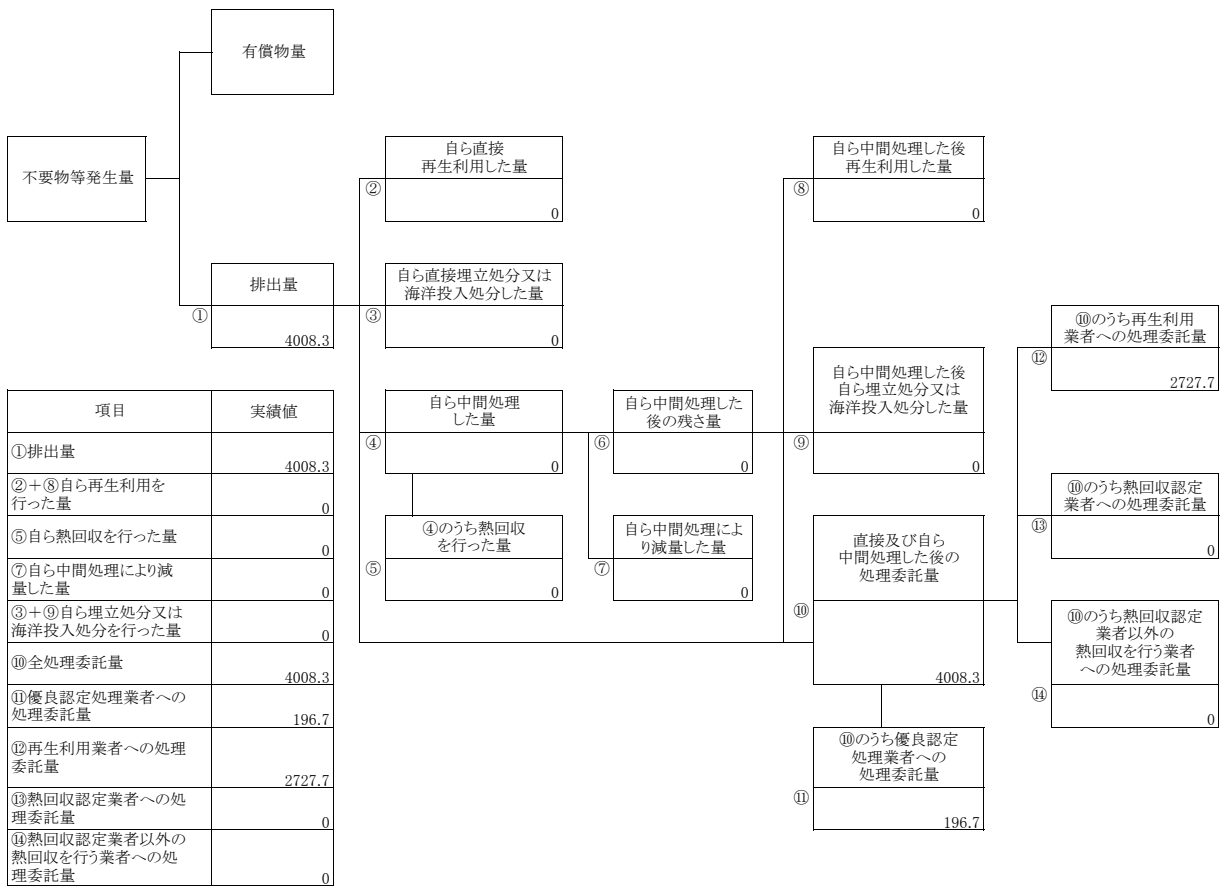 有償物量
不要物等発生量
排出量
①
4008.3
自ら直接
再生利用した量
②
0
自ら直接埋立処分又は
海洋投入処分した量
③
0
自ら中間処理
した量
④
0
④のうち熱回収
を行った量
⑤
0
自ら中間処理した
後の残さ量
⑥
0
自ら中間処理によ
り減量した量
⑦
0
自ら中間処理した後
再生利用した量
⑧
0
自ら中間処理した後
自ら埋立処分又は
海洋投入処分した量
⑨
0
直接及び自ら
中間処理した後の
処理委託量
⑩
4008.3
⑩のうち優良認定
処理業者への
処理委託量
⑪
196.7
⑩のうち再生利用
業者への処理委託量
⑫
2727.7
⑩のうち熱回収認定
業者への処理委託量
⑬
0
⑩のうち熱回収認定
業者以外の
熱回収を行う業者
への処理委託量
⑭
0
項目 実績値
①排出量
4008.3
②＋⑧自ら再生利用を
行った量
0
⑤自ら熱回収を行った量
0
⑦自ら中間処理により減
量した量
0
③＋⑨自ら埋立処分又は
海洋投入処分を行った量
0
⑩全処理委託量
4008.3
⑪優良認定処理業者への
処理委託量
196.7
⑫再生利用業者への処理
委託量
2727.7
⑬熱回収認定業者への処
理委託量
0
⑭熱回収認定業者以外の
熱回収を行う業者への処
理委託量
0